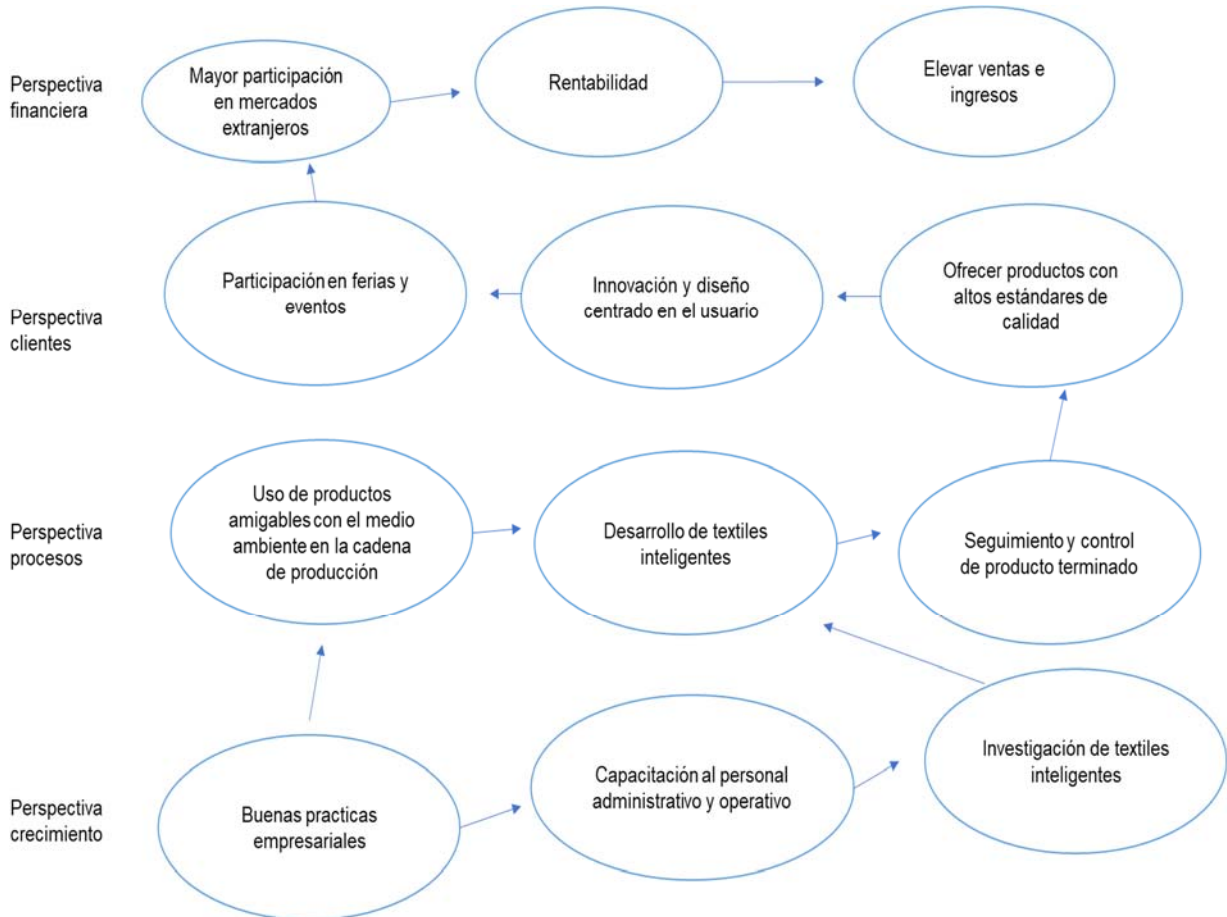 Perspectiva
financiera
Mayor participación
en mercados
extranjeros
Rentabilidad
Elevar ventas e
ingresos
Perspectiva
clientes
Participación en ferias y
eventos
Innovación y diseño
centrado en el usuario
Ofrecer productos con
altos estándares de
calidad
Perspectiva
procesos
Uso de productos
amigables con el medio
ambiente en la cadena
de producción
Desarrollo de textiles
inteligentes
Seguimiento y control
de producto terminado
Perspectiva
crecimiento
Buenas practicas
empresariales
Capacitación al personal
administrativo y operativo
Investigación de textiles
inteligentes